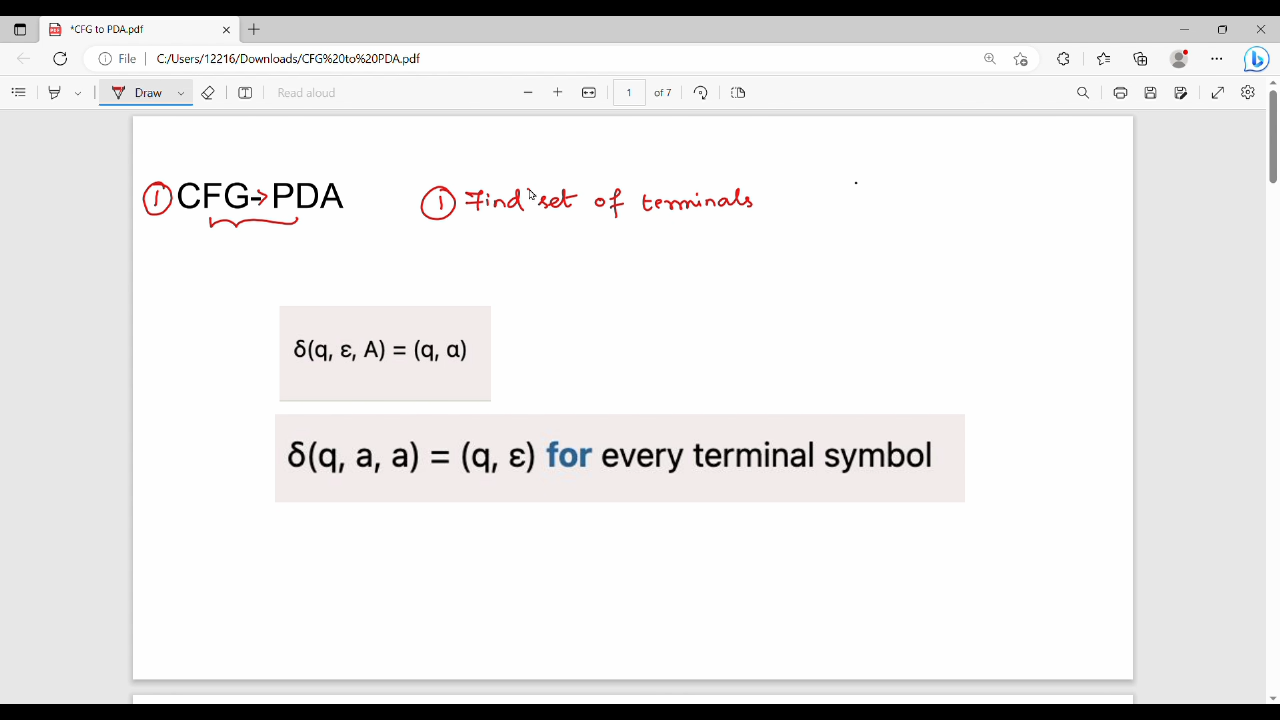 *CFG to PDA.pdf
File C:/Users/12216/Downloads/CFG%20to%20PDA.pdf
Draw Read aloud 1 of 7
① CFG->PDA ① Find set of terminals
δ(q, ε, A) = (q, α)
δ(q, a, a) = (q, ε) for every terminal symbol